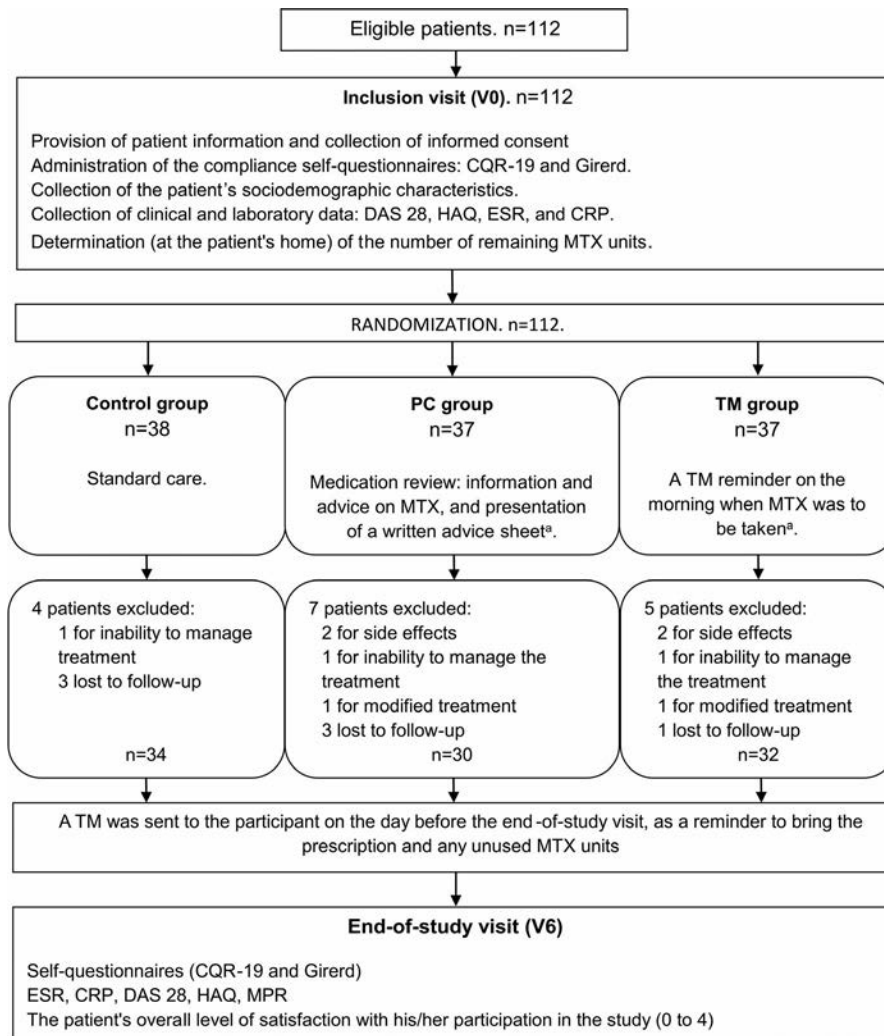 Eligible patients. n=112
Inclusion visit (V0). n=112
Provision of patient information and collection of informed consent
Administration of the compliance self-questionnaires: CQR-19 and Girerd.
Collection of the patient's sociodemographic characteristics.
Collection of clinical and laboratory data: DAS 28, HAQ, ESR, and CRP.
Determination (at the patient's home) of the number of remaining MTX units.
RANDOMIZATION. n=112.
Control group
n=38
Standard care.
PC group
n=37
Medication review: information and
advice on MTX, and presentation
of a written advice sheetᵃ.
TM group
n=37
A TM reminder on the
morning when MTX was to
be takenᵃ.
4 patients excluded:
1 for inability to manage
treatment
3 lost to follow-up
n=34
7 patients excluded:
2 for side effects
1 for inability to manage the
treatment
1 for modified treatment
3 lost to follow-up
n=30
5 patients excluded:
2 for side effects
1 for inability to manage
the treatment
1 for modified treatment
1 lost to follow-up
n=32
A TM was sent to the participant on the day before the end-of-study visit, as a reminder to bring the
prescription and any unused MTX units
End-of-study visit (V6)
Self-questionnaires (CQR-19 and Girerd)
ESR, CRP, DAS 28, HAQ, MPR
The patient's overall level of satisfaction with his/her participation in the study (0 to 4)